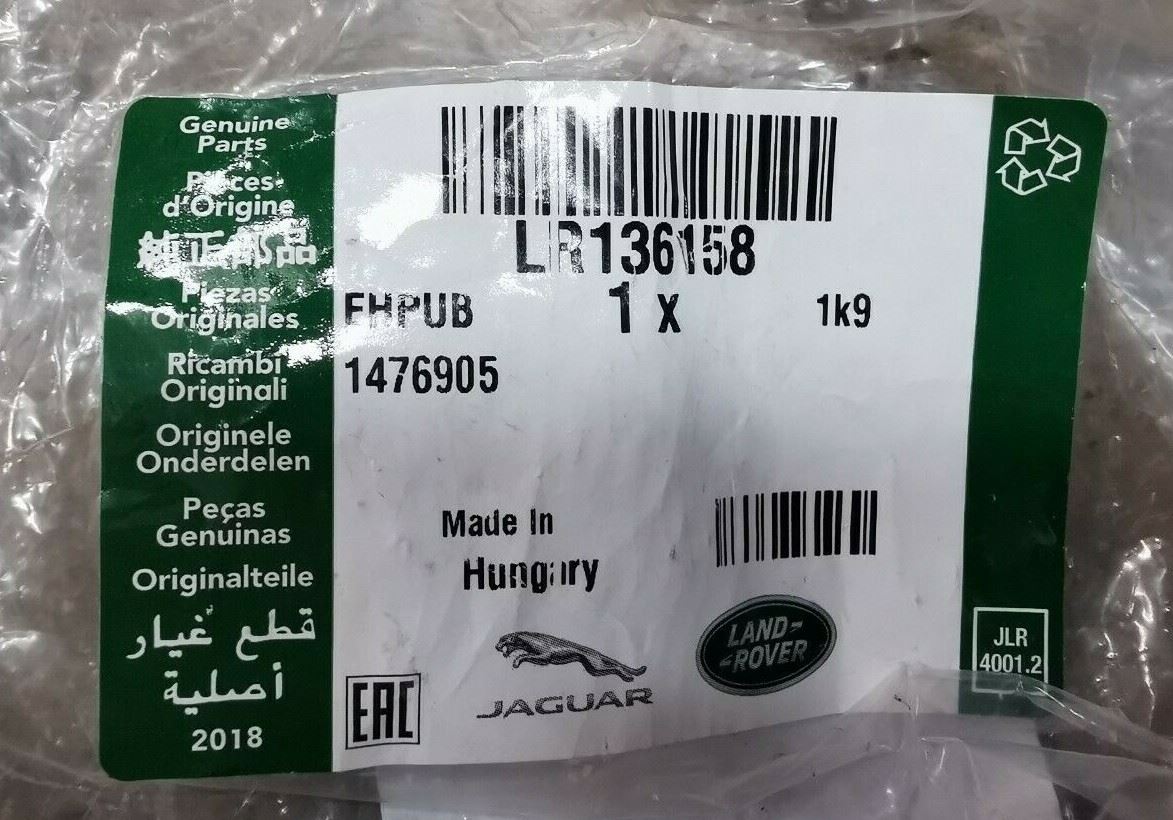 Genuine
Parts
Pièces
d'Origine
純正部品
Piezas
Originales
Ricambi
Originali
Originele
Onderdelen
Peças
Genuinas
Originalteile
قطع غيار
أصلية
2018
LR136158
EHPUB 1 x 1k9
1476905
Made In
Hungary
EAC
JAGUAR
LAND-
-ROVER
JLR
4001.2